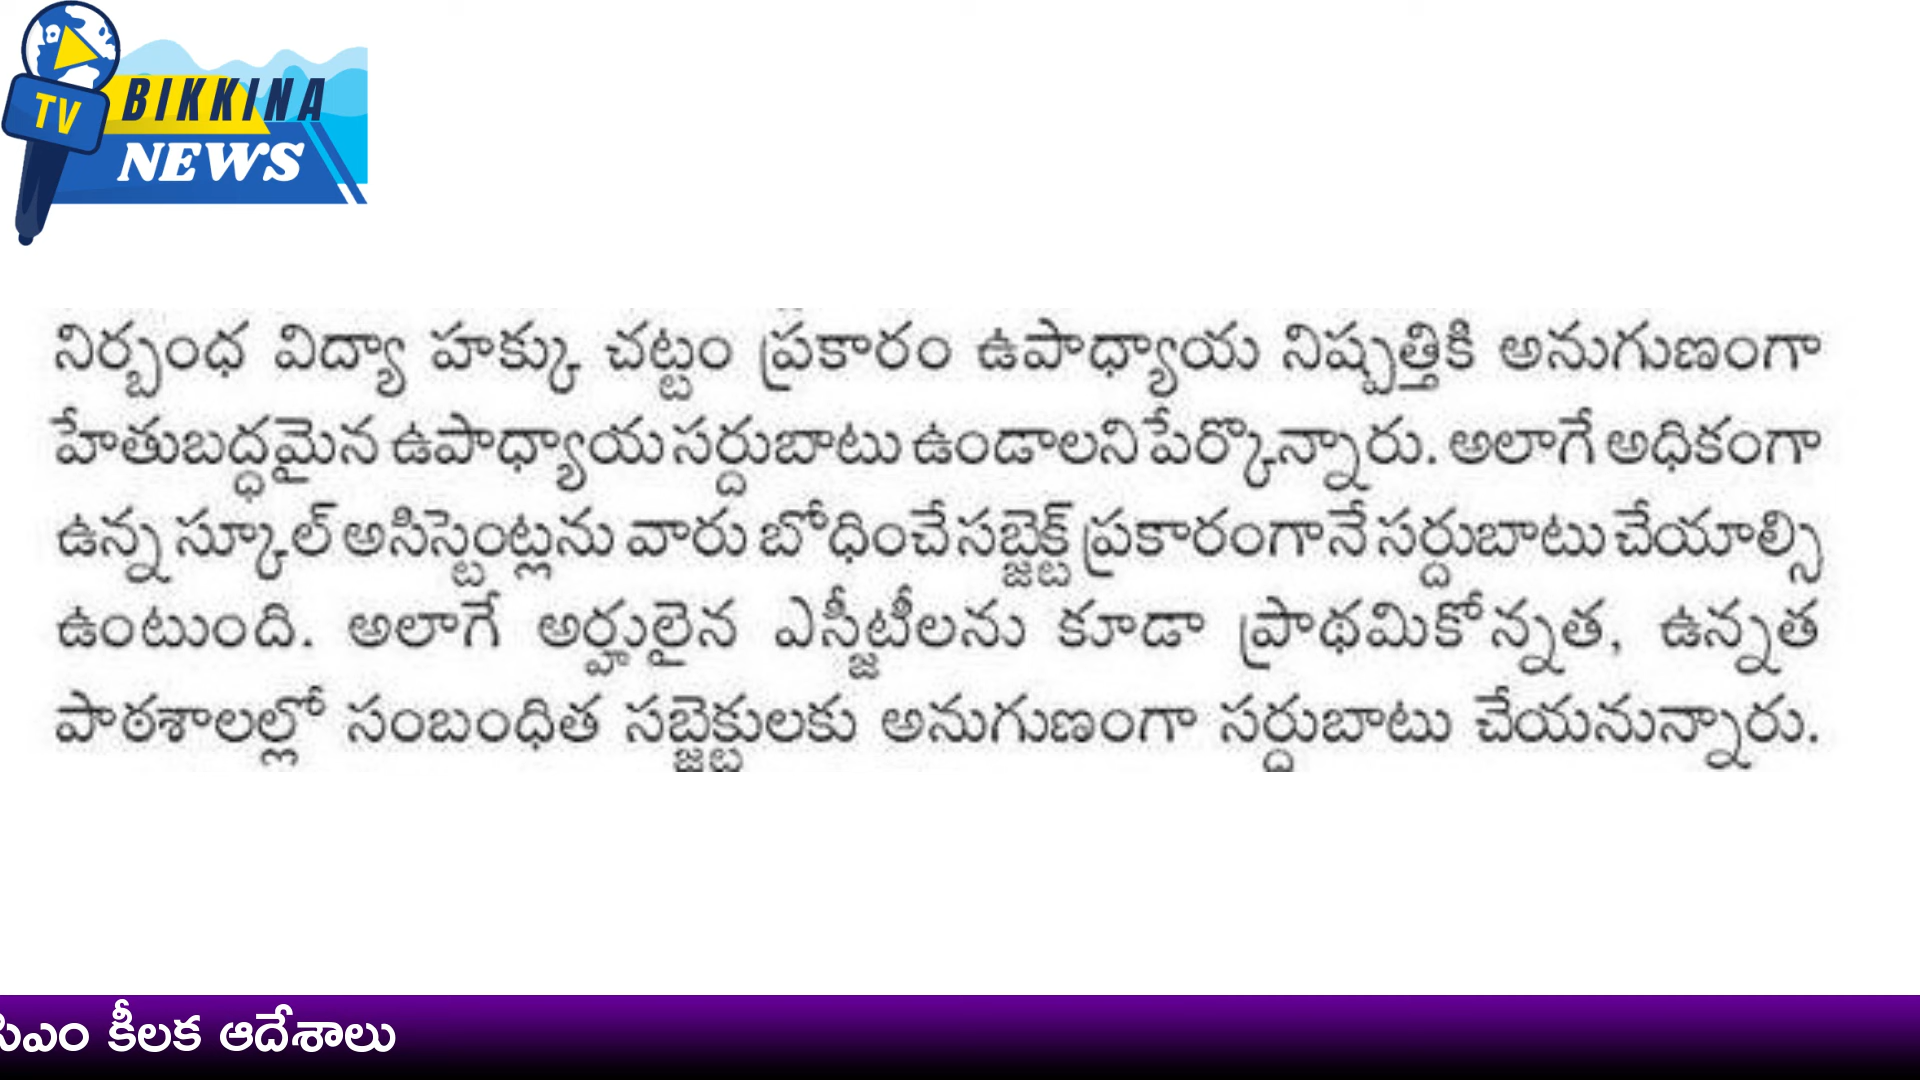 TV
BIKKINA
NEWS
నిర్బంధ విద్యా హక్కు చట్టం ప్రకారం ఉపాధ్యాయ నిష్పత్తికి అనుగుణంగా
హేతుబద్ధమైన ఉపాధ్యాయ సర్దుబాటు ఉండాలని పేర్కొన్నారు. అలాగే అధికంగా
ఉన్న స్కూల్ అసిస్టెంట్లను వారు బోధించే సబ్జెక్ట్ ప్రకారంగానే సర్దుబాటు చేయాల్సి
ఉంటుంది. అలాగే అర్హులైన ఎస్జీటీలను కూడా ప్రాథమికోన్నత, ఉన్నత
పాఠశాలల్లో సంబంధిత సబ్జెక్టులకు అనుగుణంగా సర్దుబాటు చేయనున్నారు.
సిఎం కీలక ఆదేశాలు